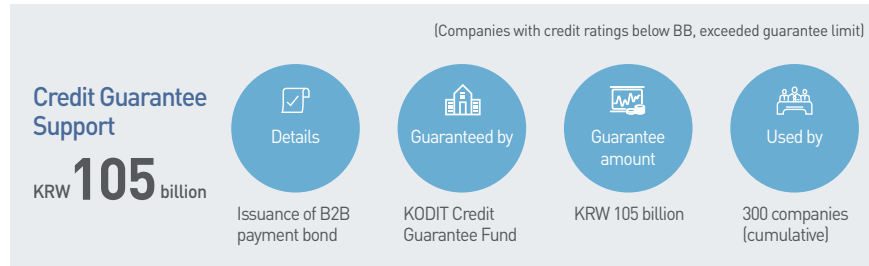 (Companies with credit ratings below BB, exceeded guarantee limit)
Credit Guarantee
Support
KRW 105 billion
Details
Issuance of B2B
payment bond
Guaranteed by
KODIT Credit
Guarantee Fund
Guarantee
amount
KRW 105 billion
Used by
300 companies
(cumulative)